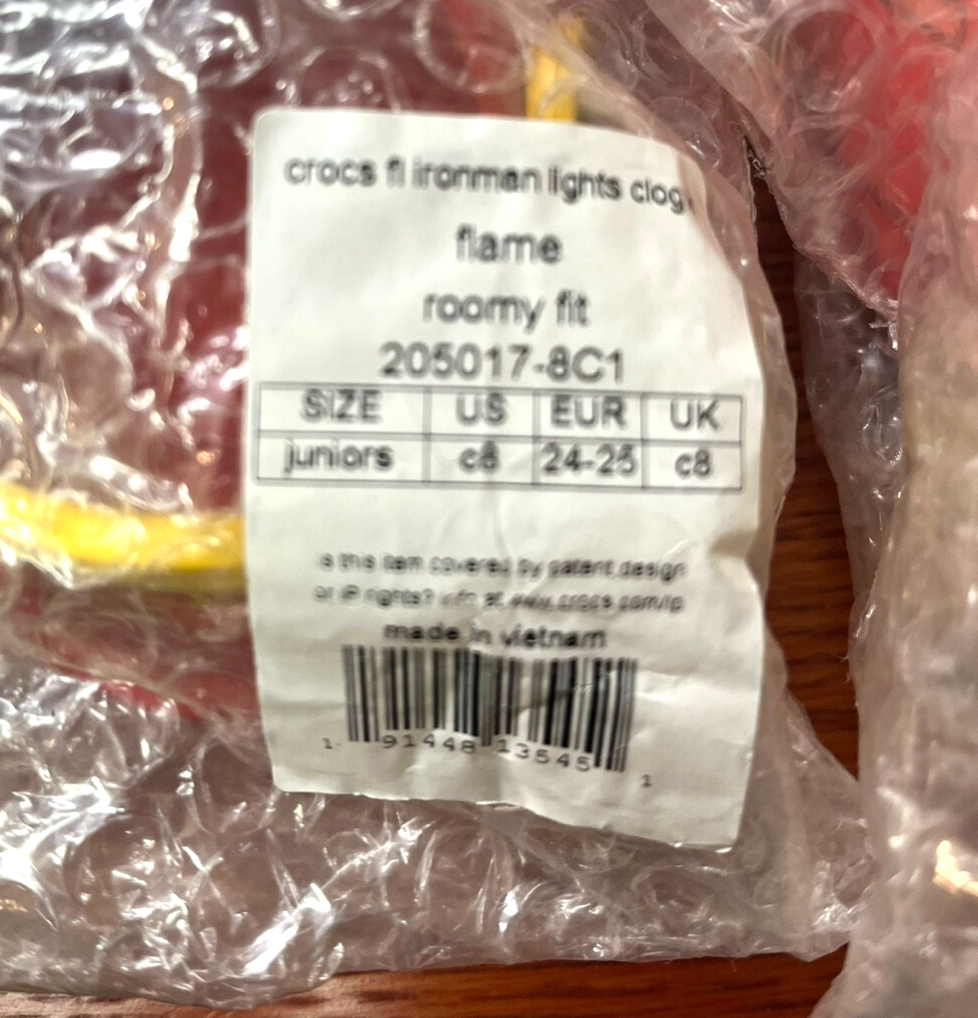 crocs fl ironman lights clog
flame
roomy fit
205017-8C1
SIZE US EUR UK
juniors c8 24-25 c8
is this item covered by patent,design
or IP rights? info at www.crocs.com/ip
made in vietnam
1 91448 13545 1